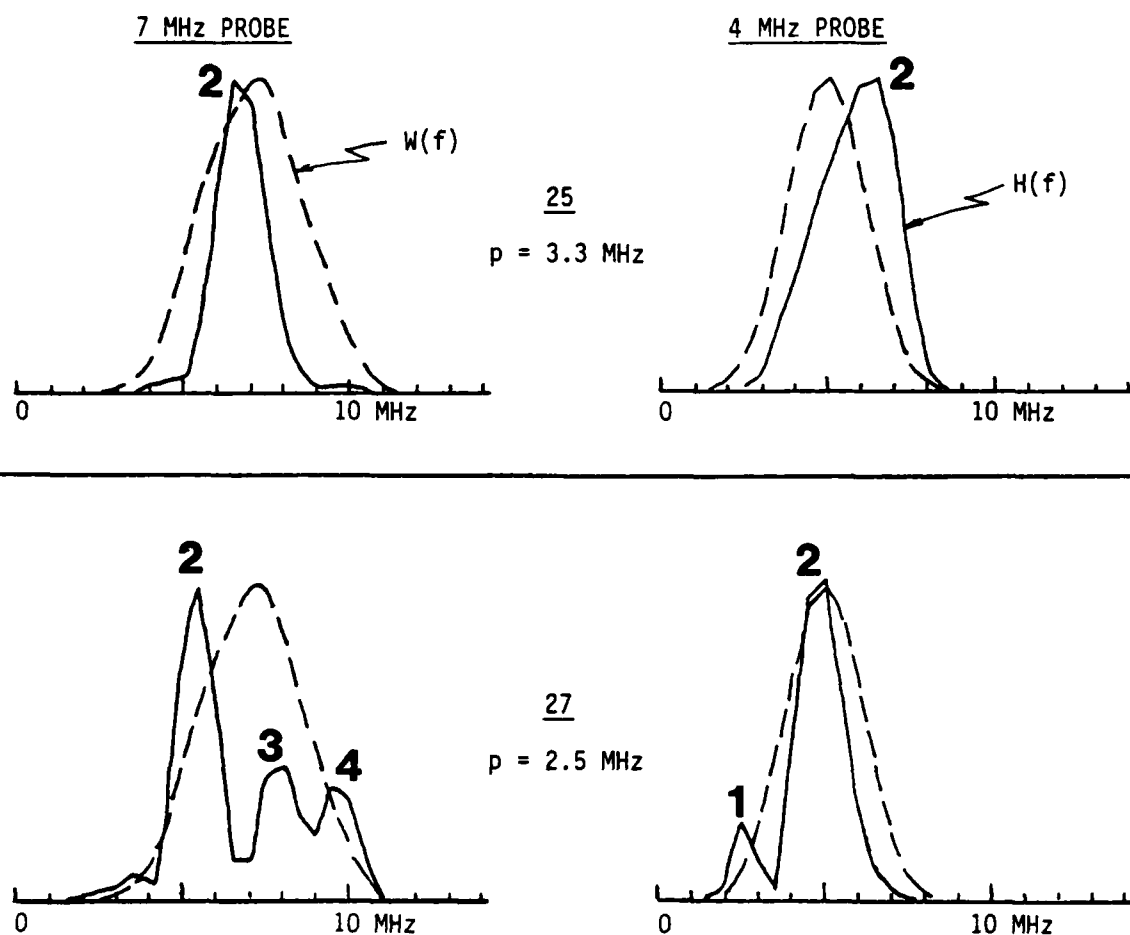 7 MHz PROBE
4 MHz PROBE
2
W(f)
2
H(f)
25
p = 3.3 MHz
0
10 MHz
0
10 MHz
2
3
4
27
p = 2.5 MHz
1
2
0
10 MHz
0
10 MHz